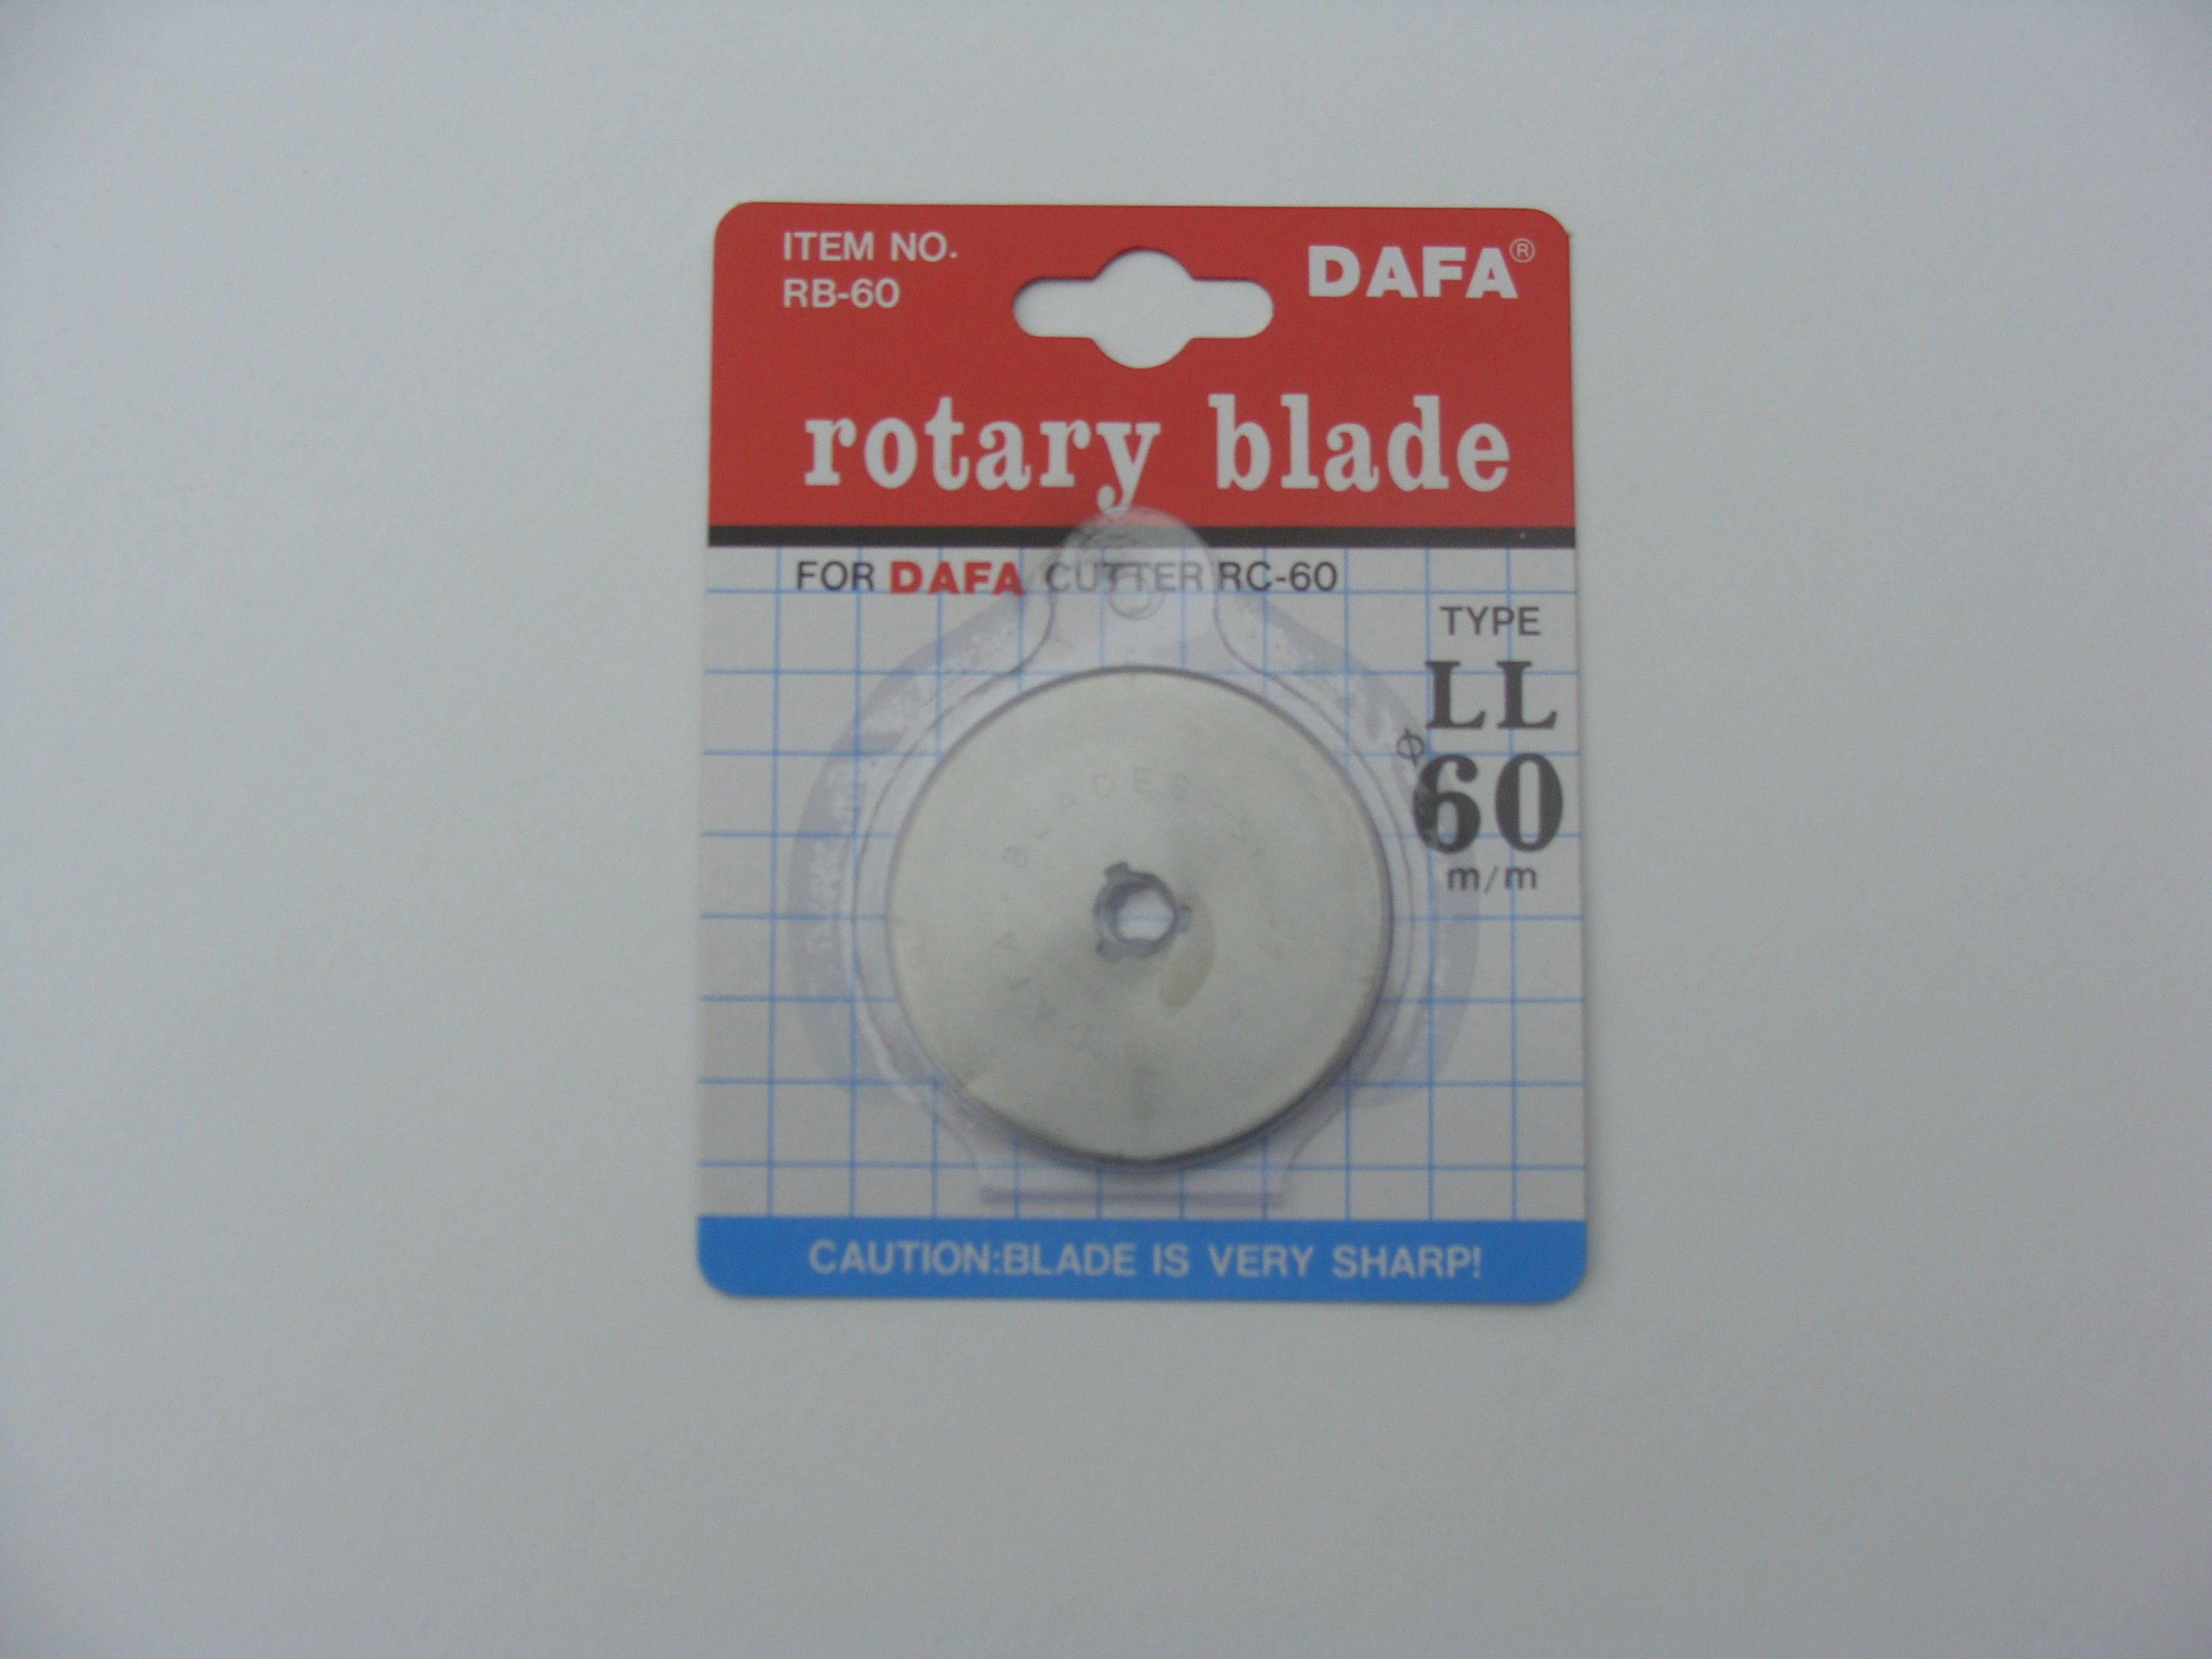 ITEM NO.
RB-60
DAFA®
rotary blade
FOR DAFA CUTTER RC-60
TYPE
LL
φ60
m/m
BLADES
CAUTION:BLADE IS VERY SHARP!